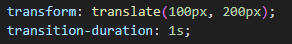 transform: translate(100px, 200px);
transition-duration: 1s;